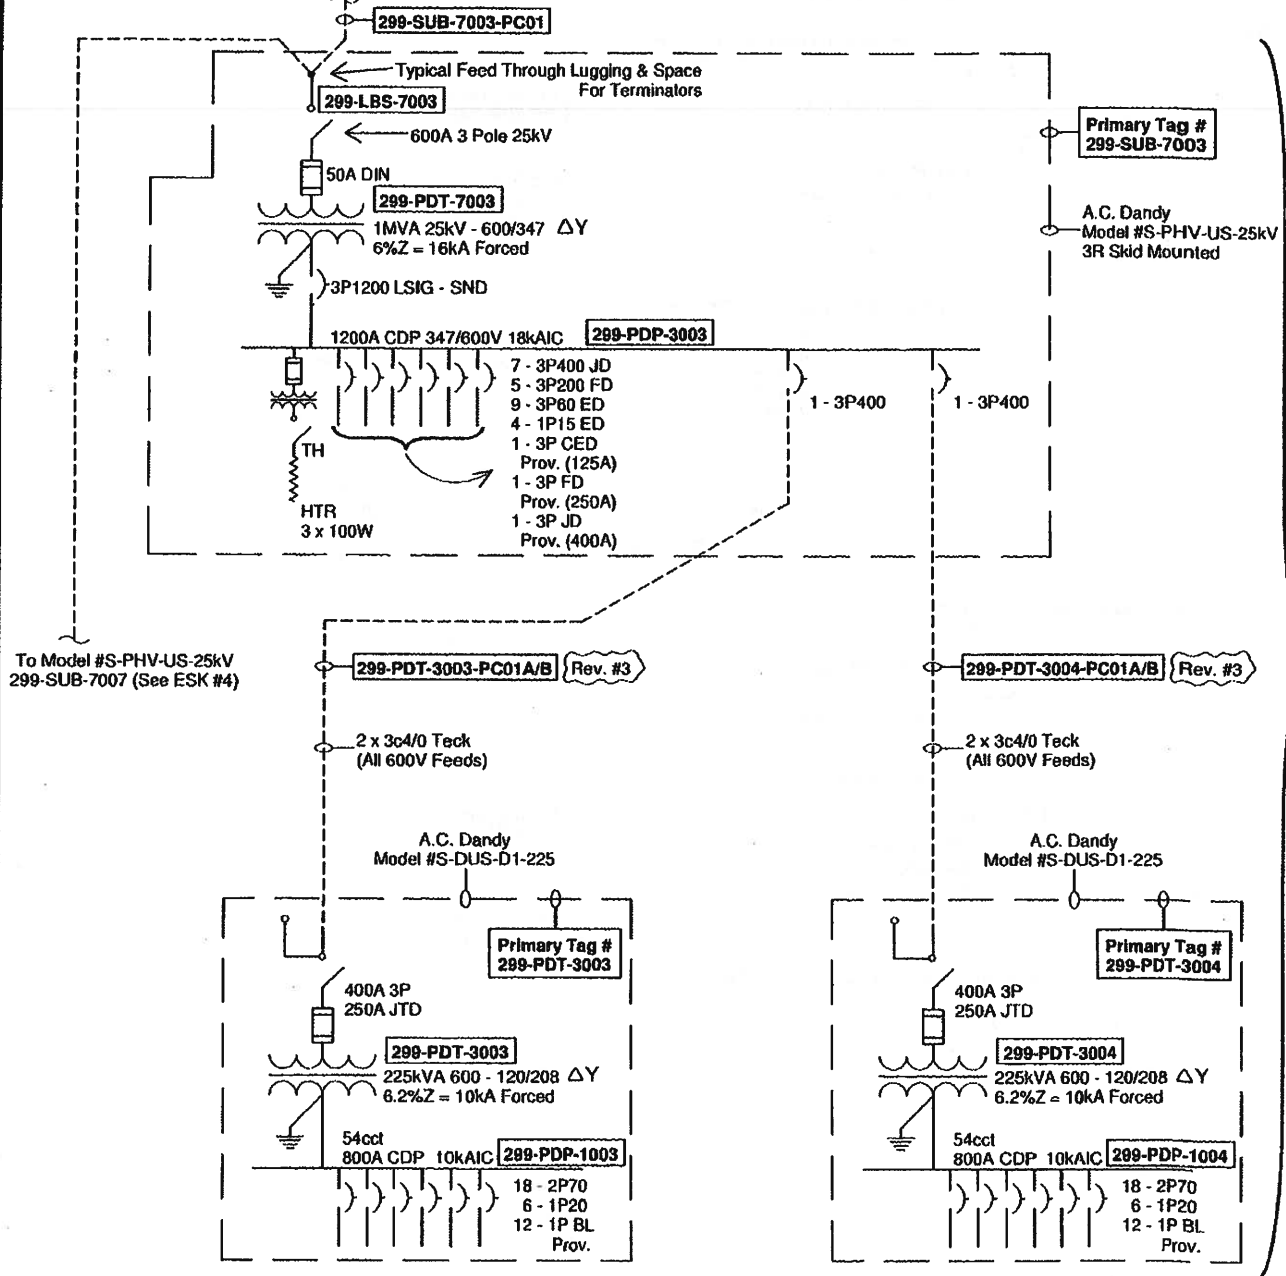 299-SUB-7003-PC01
Typical Feed Through Lugging & Space
For Terminators
299-LBS-7003
600A 3 Pole 25kV
Primary Tag #
299-SUB-7003
50A DIN
299-PDT-7003
1MVA 25kV - 600/347 ΔY
6%Z = 16kA Forced
A.C. Dandy
Model #S-PHV-US-25kV
3R Skid Mounted
3P1200 LSIG - SND
1200A CDP 347/600V 18kAIC
299-PDP-3003
7 - 3P400 JD
5 - 3P200 FD
9 - 3P60 ED
4 - 1P15 ED
1 - 3P CED
Prov. (125A)
1 - 3P FD
Prov. (250A)
1 - 3P JD
Prov. (400A)
1 - 3P400
1 - 3P400
TH
HTR
3 x 100W
To Model #S-PHV-US-25kV
299-SUB-7007 (See ESK #4)
299-PDT-3003-PC01A/B
Rev. #3
299-PDT-3004-PC01A/B
Rev. #3
2 x 3c4/0 Teck
(All 600V Feeds)
2 x 3c4/0 Teck
(All 600V Feeds)
A.C. Dandy
Model #S-DUS-D1-225
A.C. Dandy
Model #S-DUS-D1-225
Primary Tag #
299-PDT-3003
400A 3P
250A JTD
299-PDT-3003
225kVA 600 - 120/208 ΔY
6.2%Z = 10kA Forced
54cct
800A CDP 10kAIC
299-PDP-1003
18 - 2P70
6 - 1P20
12 - 1P BL
Prov.
Primary Tag #
299-PDT-3004
400A 3P
250A JTD
299-PDT-3004
225kVA 600 - 120/208 ΔY
6.2%Z = 10kA Forced
54cct
800A CDP 10kAIC
299-PDP-1004
18 - 2P70
6 - 1P20
12 - 1P BL
Prov.